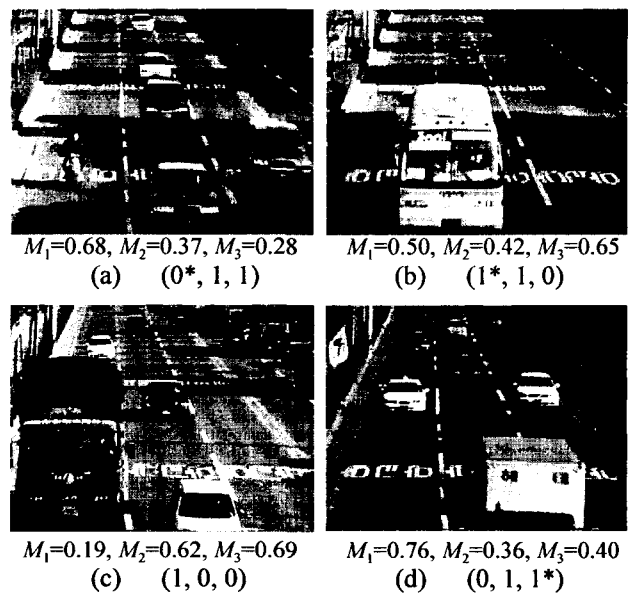 M₁=0.68, M₂=0.37, M₃=0.28
(a) (0*, 1, 1)
M₁=0.50, M₂=0.42, M₃=0.65
(b) (1*, 1, 0)
M₁=0.19, M₂=0.62, M₃=0.69
(c) (1, 0, 0)
M₁=0.76, M₂=0.36, M₃=0.40
(d) (0, 1, 1*)